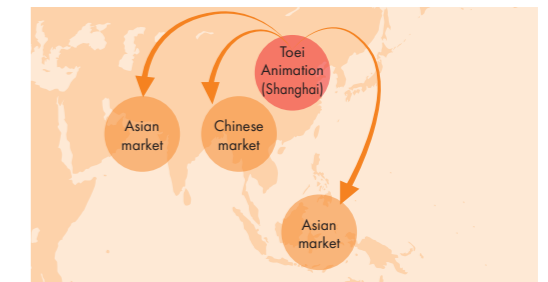 Toei
Animation
(Shanghai)
Asian
market
Chinese
market
Asian
market